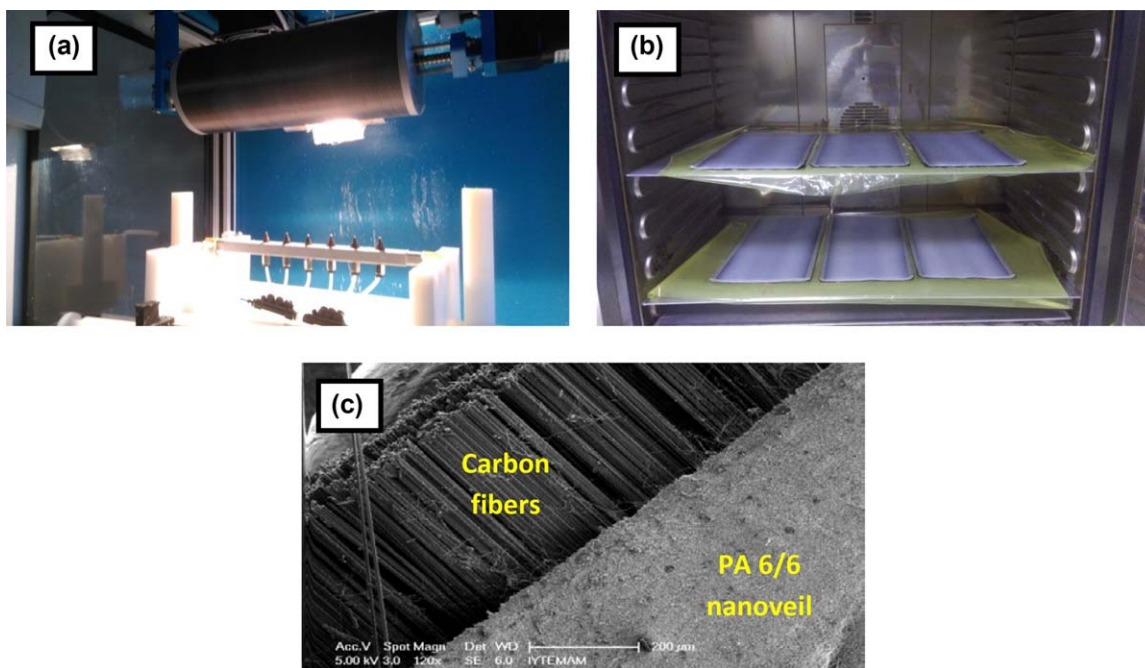 (a)
(b)
(c)
Carbon
fibers
PA 6/6
nanoveil
Acc.V Spot Magn Det WD 200 µm
5.00 kV 3.0 120x SE 6.0 IYTEMAM